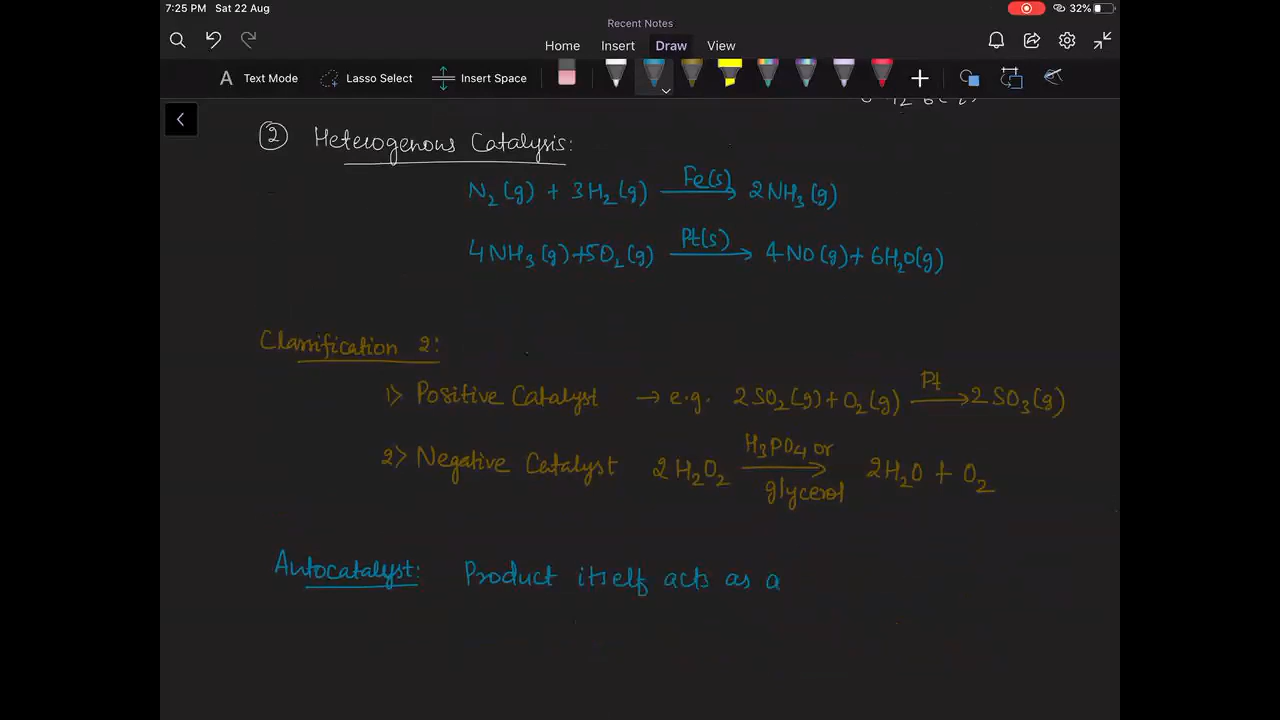 7:25 PM Sat 22 Aug
32%
Recent Notes
Home Insert Draw View
A Text Mode Lasso Select Insert Space
② Heterogenous Catalysis:
N₂(g) + 3H₂(g) —Fe(s)→ 2NH₃(g)
4NH₃(g)+5O₂(g) —Pt(s)→ 4NO(g)+6H₂O(g)
Classification 2:
1> Positive Catalyst → e.g. 2SO₂(g)+O₂(g) —Pt→ 2SO₃(g)
2> Negative Catalyst 2H₂O₂ —H₃PO₄ or glycerol→ 2H₂O + O₂
Autocatalyst: Product itself acts as a